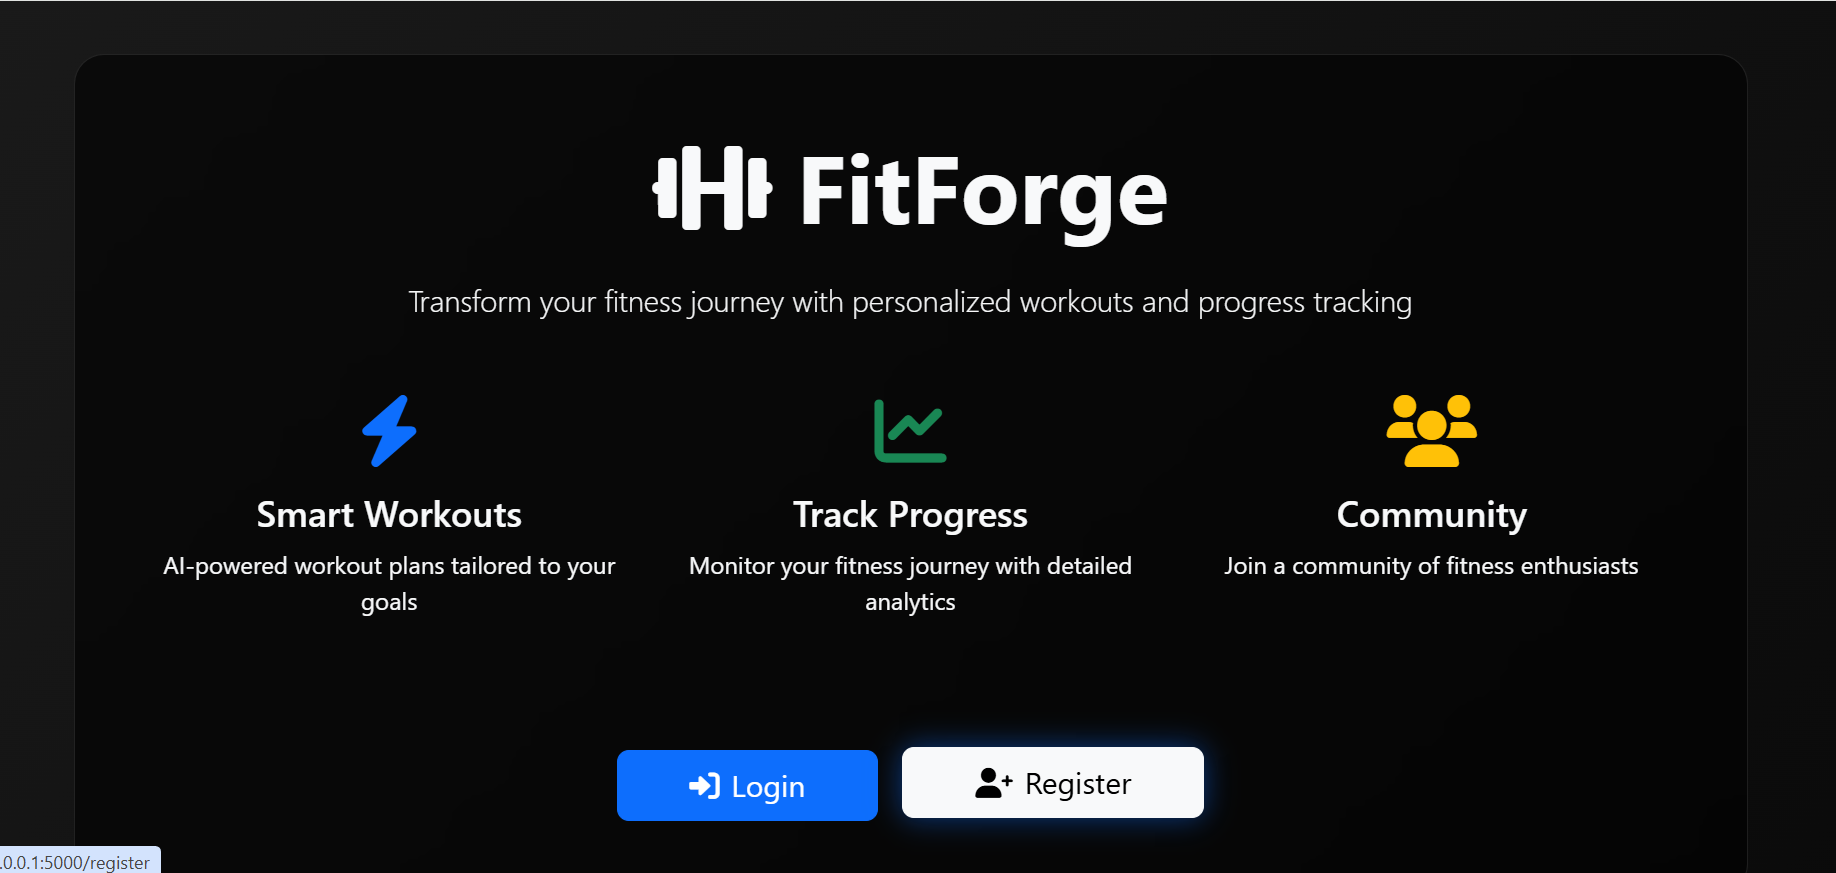 FitForge
Transform your fitness journey with personalized workouts and progress tracking
Smart Workouts
AI-powered workout plans tailored to your
goals
Track Progress
Monitor your fitness journey with detailed
analytics
Community
Join a community of fitness enthusiasts
Login
Register
.0.0.1:5000/register